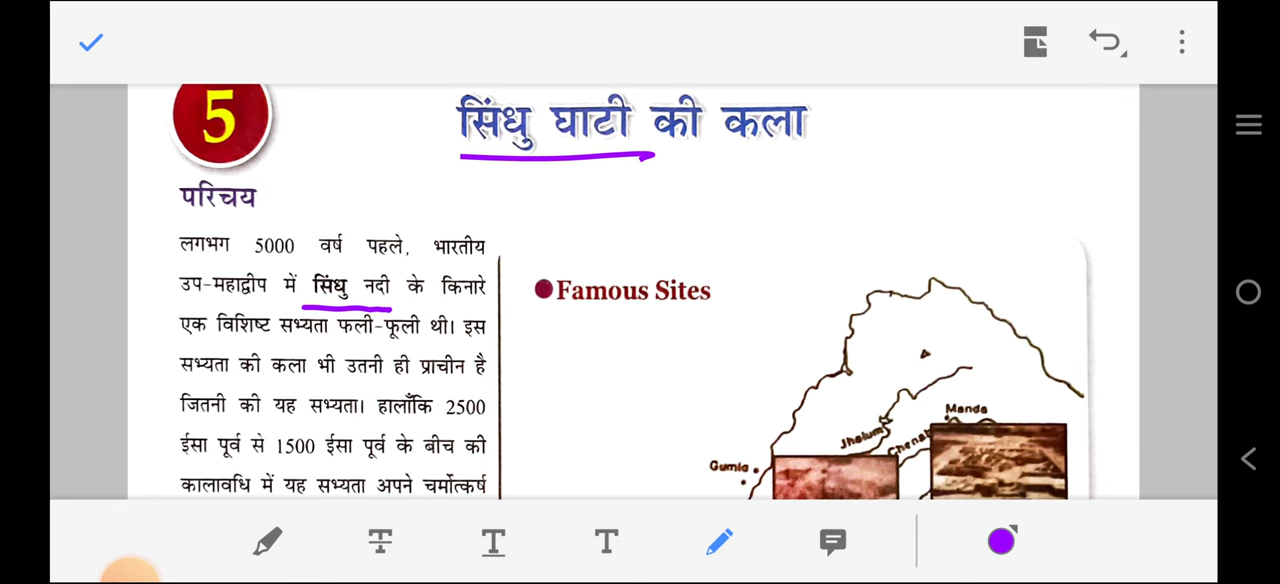 5
सिंधु घाटी की कला
परिचय
लगभग 5000 वर्ष पहले, भारतीय
उप-महाद्वीप में सिंधु नदी के किनारे
एक विशिष्ट सभ्यता फली-फूली थी। इस
सभ्यता की कला भी उतनी ही प्राचीन है
जितनी की यह सभ्यता। हालाँकि 2500
ईसा पूर्व से 1500 ईसा पूर्व के बीच की
कालावधि में यह सभ्यता अपने चर्मोत्कर्ष
Famous Sites
Manda
Jhelum
Chenab
Gumla